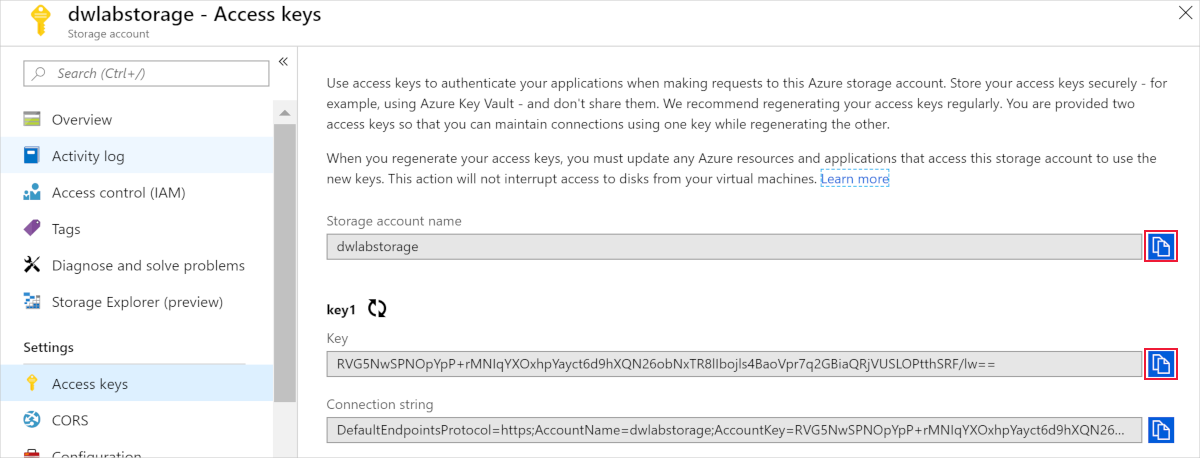 dwlabstorage - Access keys
Storage account
Search (Ctrl+/)
Overview
Activity log
Access control (IAM)
Tags
Diagnose and solve problems
Storage Explorer (preview)
Settings
Access keys
CORS
Configuration
Use access keys to authenticate your applications when making requests to this Azure storage account. Store your access keys securely - for
example, using Azure Key Vault - and don't share them. We recommend regenerating your access keys regularly. You are provided two
access keys so that you can maintain connections using one key while regenerating the other.
When you regenerate your access keys, you must update any Azure resources and applications that access this storage account to use the
new keys. This action will not interrupt access to disks from your virtual machines. Learn more
Storage account name
dwlabstorage
key1
Key
RVG5NwSPNOpYpP+rMNIqYXOxhpYayct6d9hXQN26obNxTR8lIbojls4BaoVpr7q2GBiaQRjVUSLOPtthSRF/lw==
Connection string
DefaultEndpointsProtocol=https;AccountName=dwlabstorage;AccountKey=RVG5NwSPNOpYpP+rMNIqYXOxhpYayct6d9hXQN26...